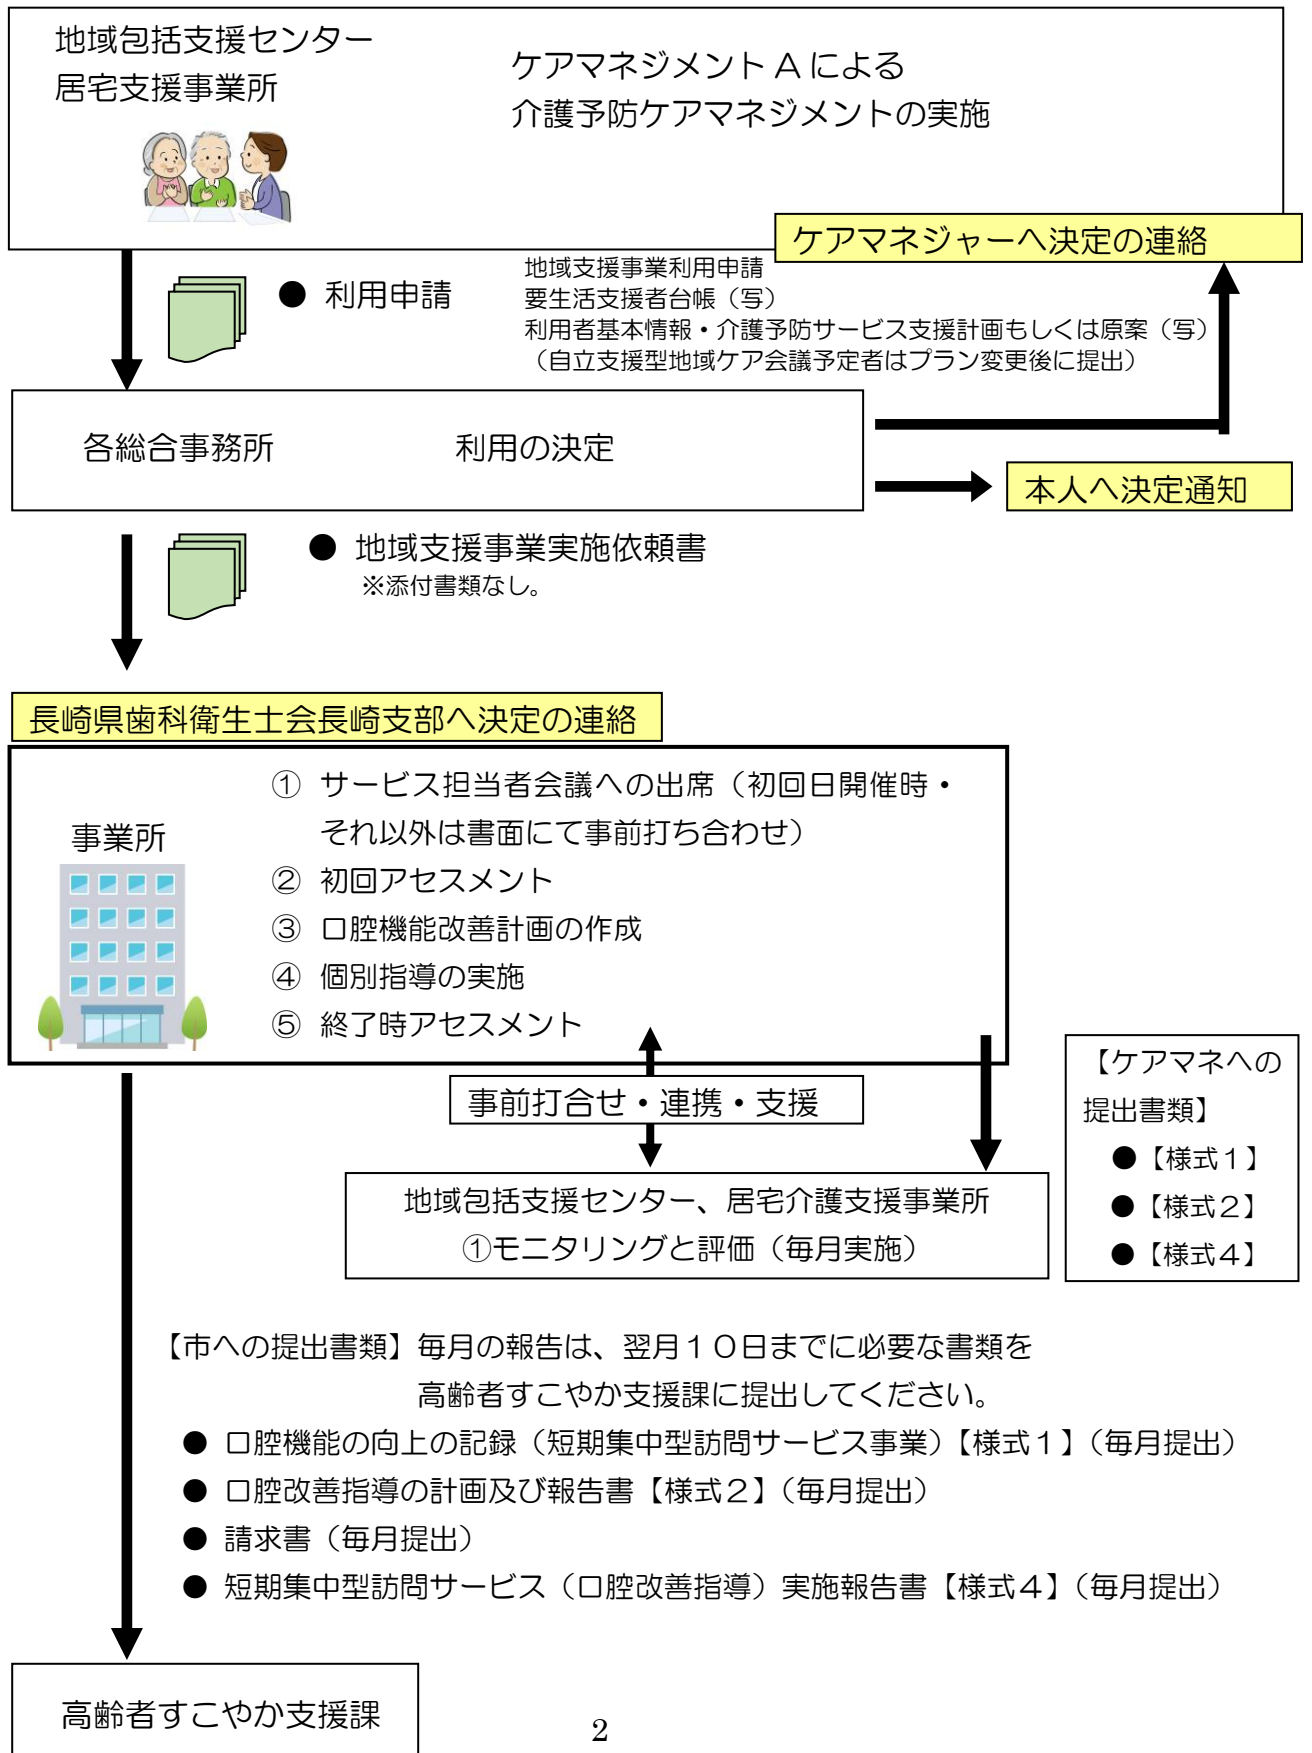 地域包括支援センター
居宅支援事業所
ケアマネジメントAによる
介護予防ケアマネジメントの実施
ケアマネジャーへ決定の連絡
● 利用申請
地域支援事業利用申請
要生活支援者台帳（写）
利用者基本情報・介護予防サービス支援計画もしくは原案（写）
（自立支援型地域ケア会議予定者はプラン変更後に提出）
各総合事務所 利用の決定
本人へ決定通知
● 地域支援事業実施依頼書
※添付書類なし。
長崎県歯科衛生士会長崎支部へ決定の連絡
事業所
① サービス担当者会議への出席（初回日開催時・
それ以外は書面にて事前打ち合わせ）
② 初回アセスメント
③ 口腔機能改善計画の作成
④ 個別指導の実施
⑤ 終了時アセスメント
事前打合せ・連携・支援
地域包括支援センター、居宅介護支援事業所
①モニタリングと評価（毎月実施）
【ケアマネへの
提出書類】
●【様式１】
●【様式２】
●【様式４】
【市への提出書類】毎月の報告は、翌月１０日までに必要な書類を
高齢者すこやか支援課に提出してください。
● 口腔機能の向上の記録（短期集中型訪問サービス事業）【様式１】（毎月提出）
● 口腔改善指導の計画及び報告書【様式２】（毎月提出）
● 請求書（毎月提出）
● 短期集中型訪問サービス（口腔改善指導）実施報告書【様式４】（毎月提出）
高齢者すこやか支援課
2